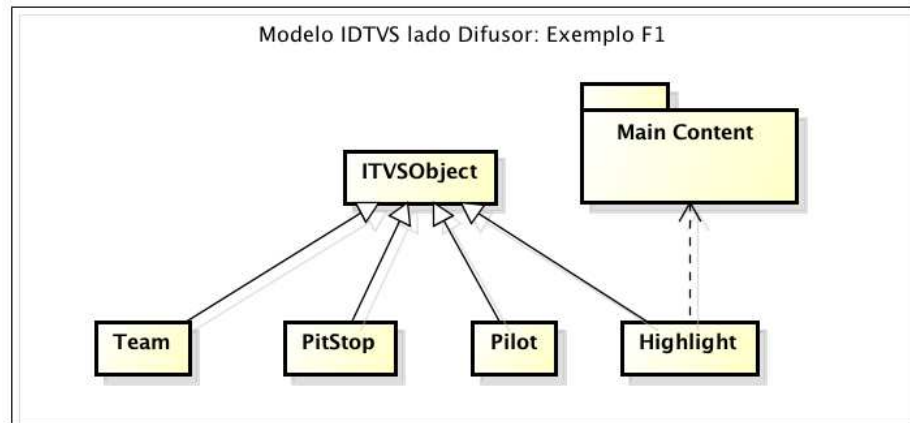 Modelo IDTVS lado Difusor: Exemplo F1
Main Content
ITVSObject
Team
PitStop
Pilot
Highlight